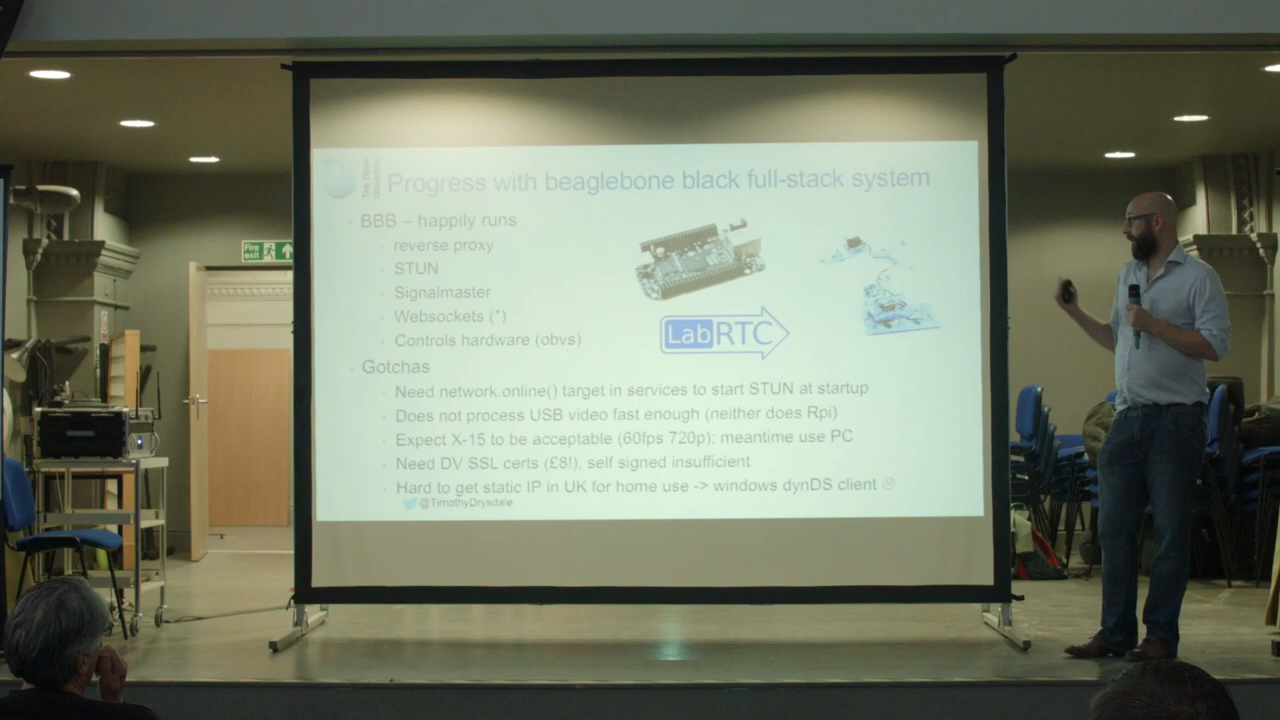 Fire
exit
The Open
University
Progress with beaglebone black full-stack system
BBB – happily runs
reverse proxy
STUN
Signalmaster
Websockets (*)
Controls hardware (obvs)
LabRTC
Gotchas
Need network.online() target in services to start STUN at startup
Does not process USB video fast enough (neither does Rpi)
Expect X-15 to be acceptable (60fps 720p); meantime use PC
Need DV SSL certs (£8!), self signed insufficient
Hard to get static IP in UK for home use -> windows dynDS client ☹
@TimothyDrysdale